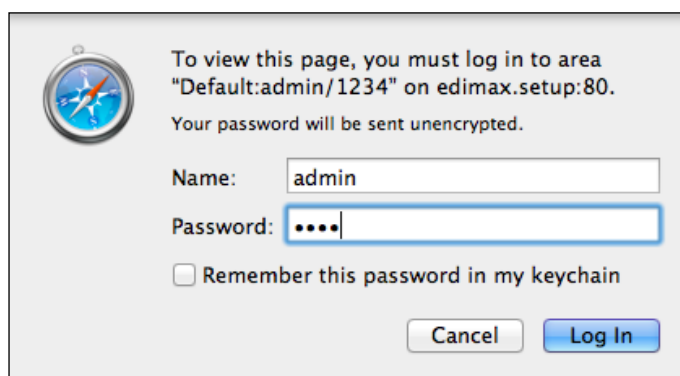 To view this page, you must log in to area
“Default:admin/1234” on edimax.setup:80.
Your password will be sent unencrypted.
Name: admin
Password: ••••
Remember this password in my keychain
Cancel Log In